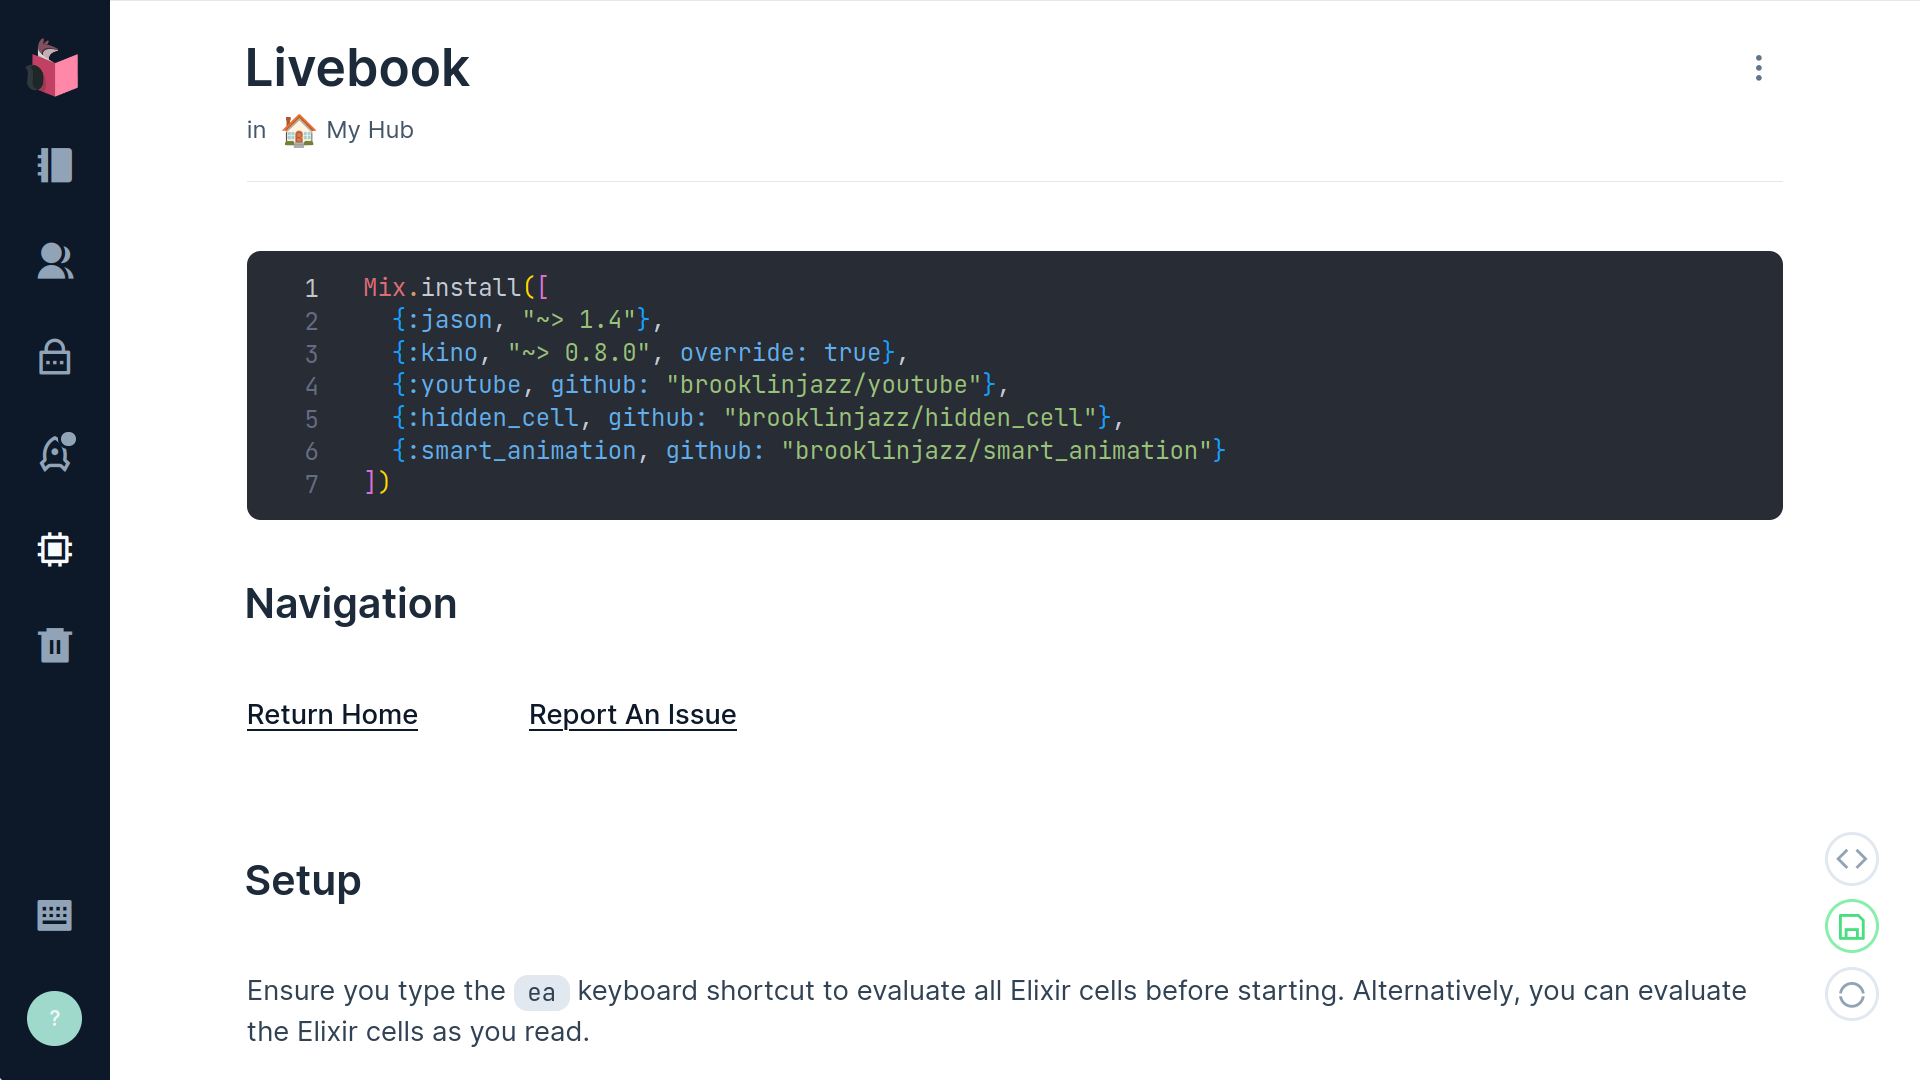 Livebook
in 🏠 My Hub
1 Mix.install([
2   {:jason, "~> 1.4"},
3   {:kino, "~> 0.8.0", override: true},
4   {:youtube, github: "brooklinjazz/youtube"},
5   {:hidden_cell, github: "brooklinjazz/hidden_cell"},
6   {:smart_animation, github: "brooklinjazz/smart_animation"}
7 ])
Navigation
Return Home Report An Issue
Setup
Ensure you type the ea keyboard shortcut to evaluate all Elixir cells before starting. Alternatively, you can evaluate
the Elixir cells as you read.
?